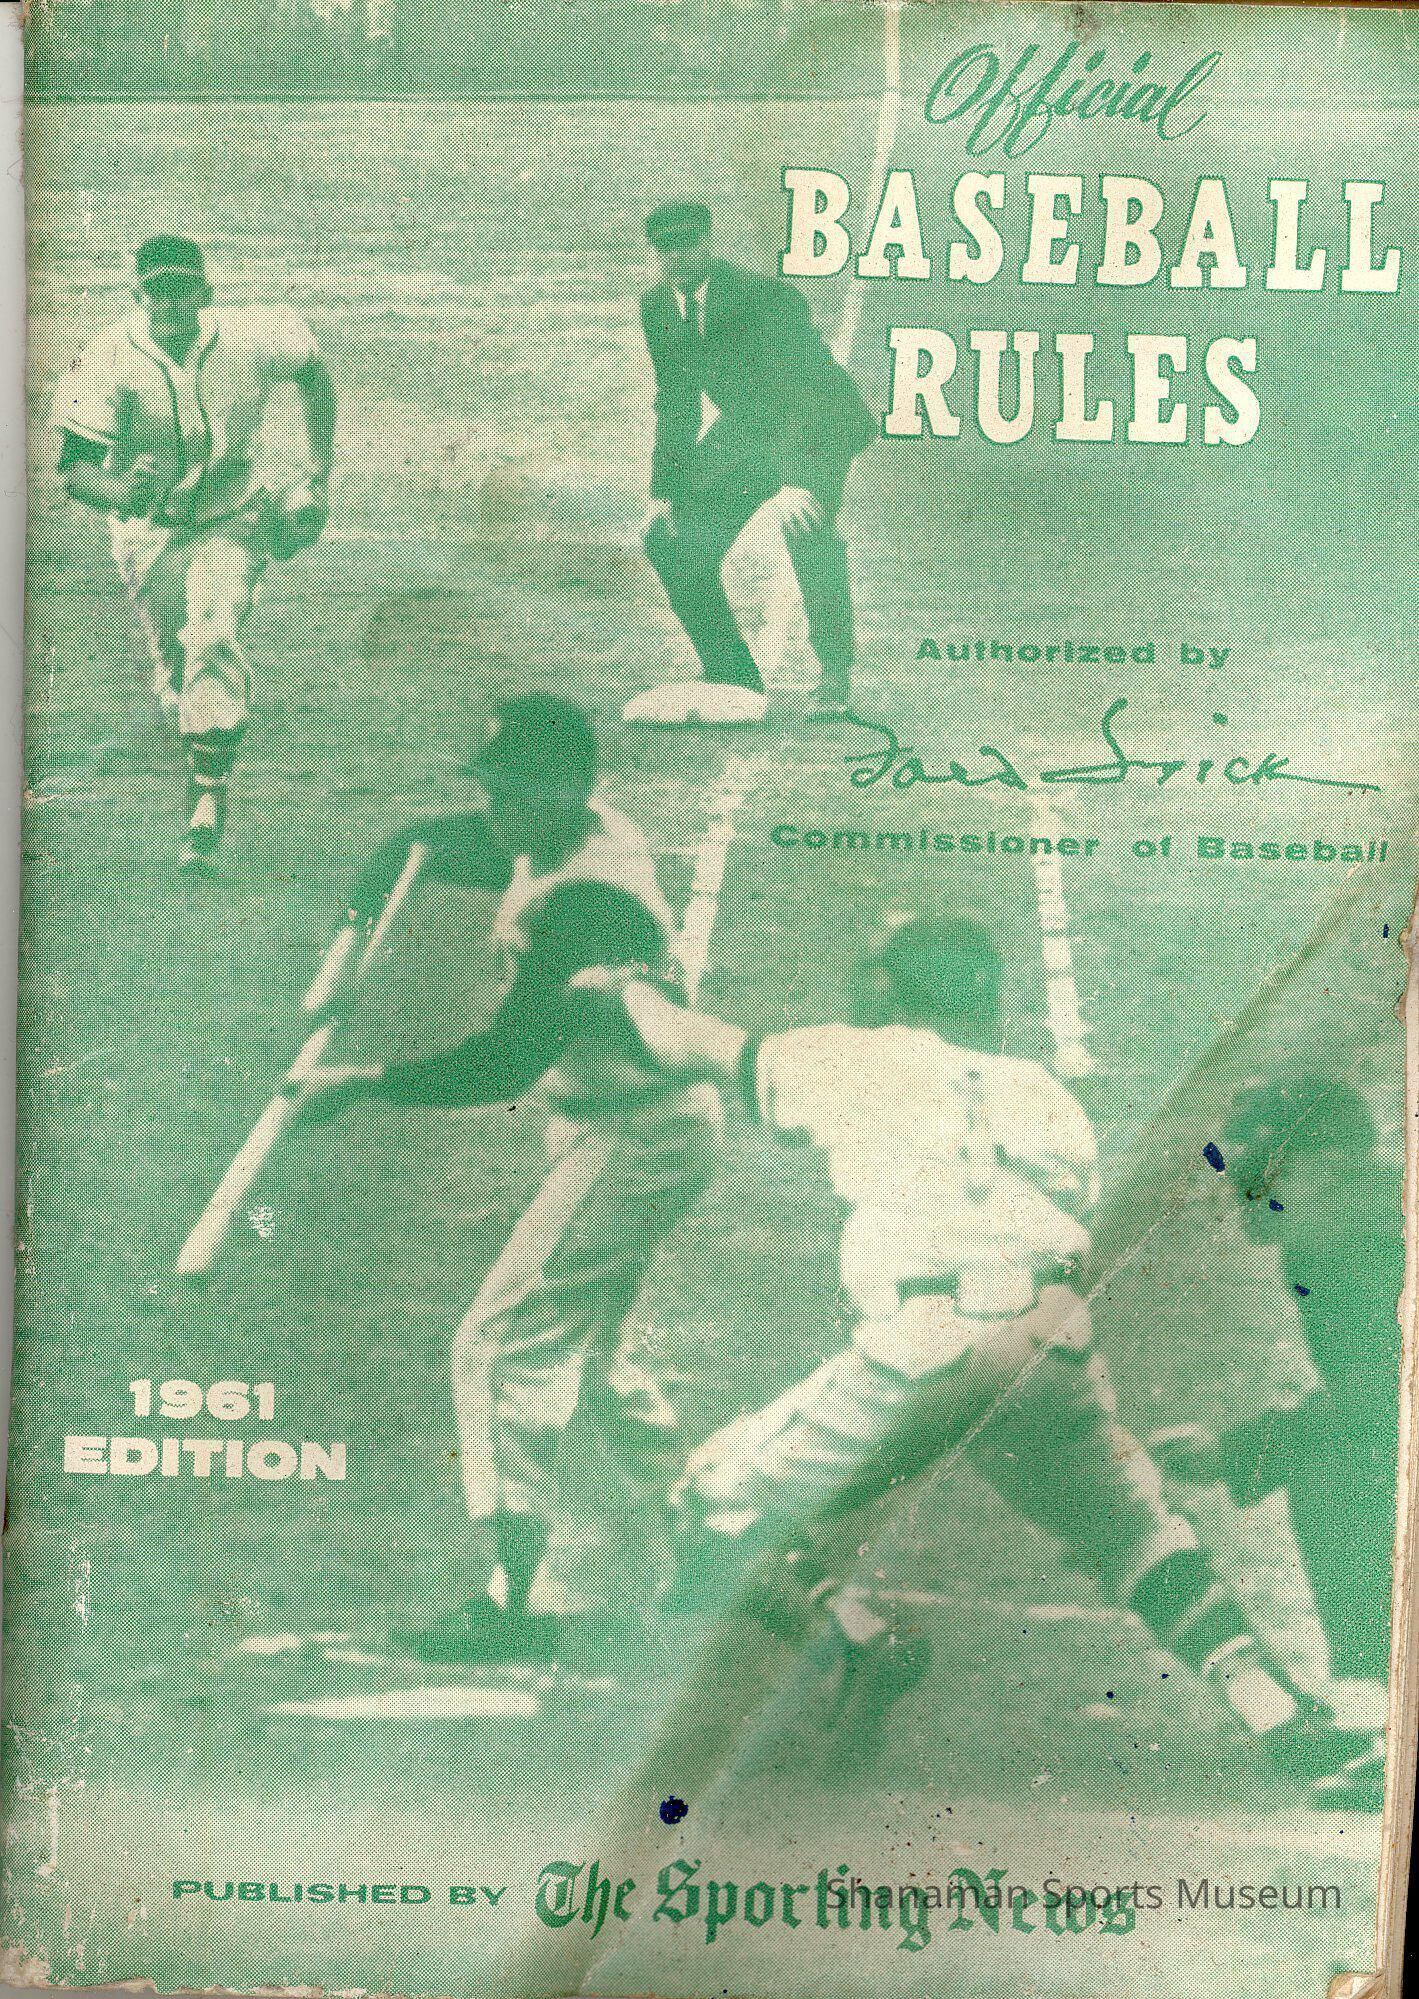 Official
BASEBALL
RULES
Authorized by
Ford Frick
Commissioner of Baseball
1961
EDITION
PUBLISHED BY The Sporting News
Shanaman Sports Museum